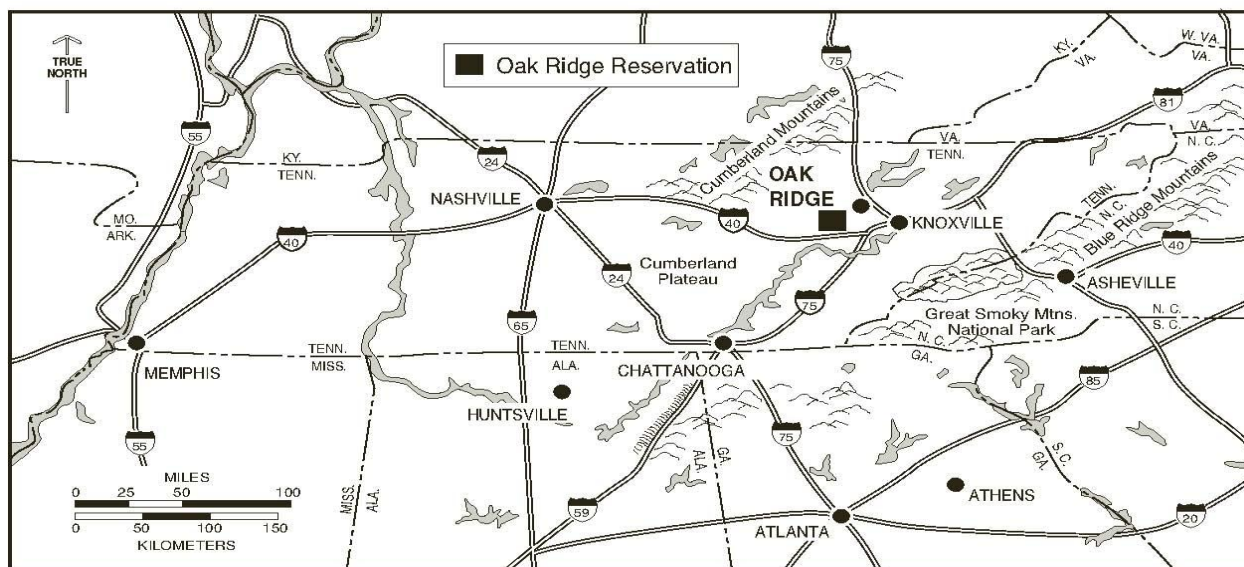 TRUE
NORTH
Oak Ridge Reservation
75
KY.
VA.
W. VA.
VA.
81
55
Cumberland Mountains
VA.
TENN.
VA.
N. C.
KY.
TENN.
24
OAK
RIDGE
NASHVILLE
KNOXVILLE
TENN.
N. C.
Blue Ridge Mountains
MO.
ARK.
40
40
40
24
Cumberland
Plateau
75
ASHEVILLE
65
Great Smoky Mtns.
National Park
N. C.
S. C.
TENN.
MISS.
TENN.
ALA.
N. C.
GA.
MEMPHIS
CHATTANOOGA
85
HUNTSVILLE
55
75
MILES
0 25 50 100
0 50 100 150
KILOMETERS
MISS.
ALA.
ALA.
GA.
S. C.
GA.
59
ATHENS
ATLANTA
20